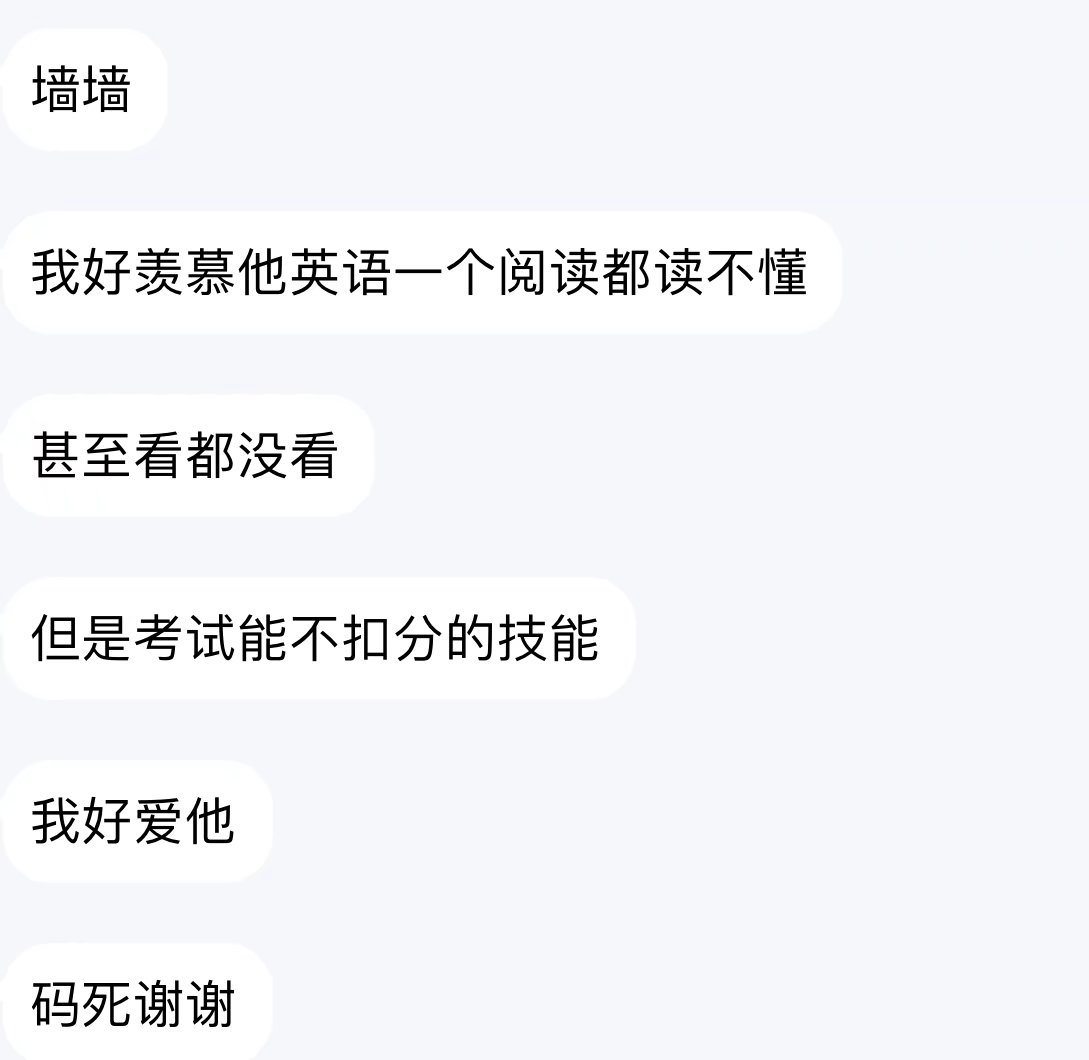 墙墙
我好羡慕他英语一个阅读都读不懂
甚至看都没看
但是考试能不扣分的技能
我好爱他
码死谢谢